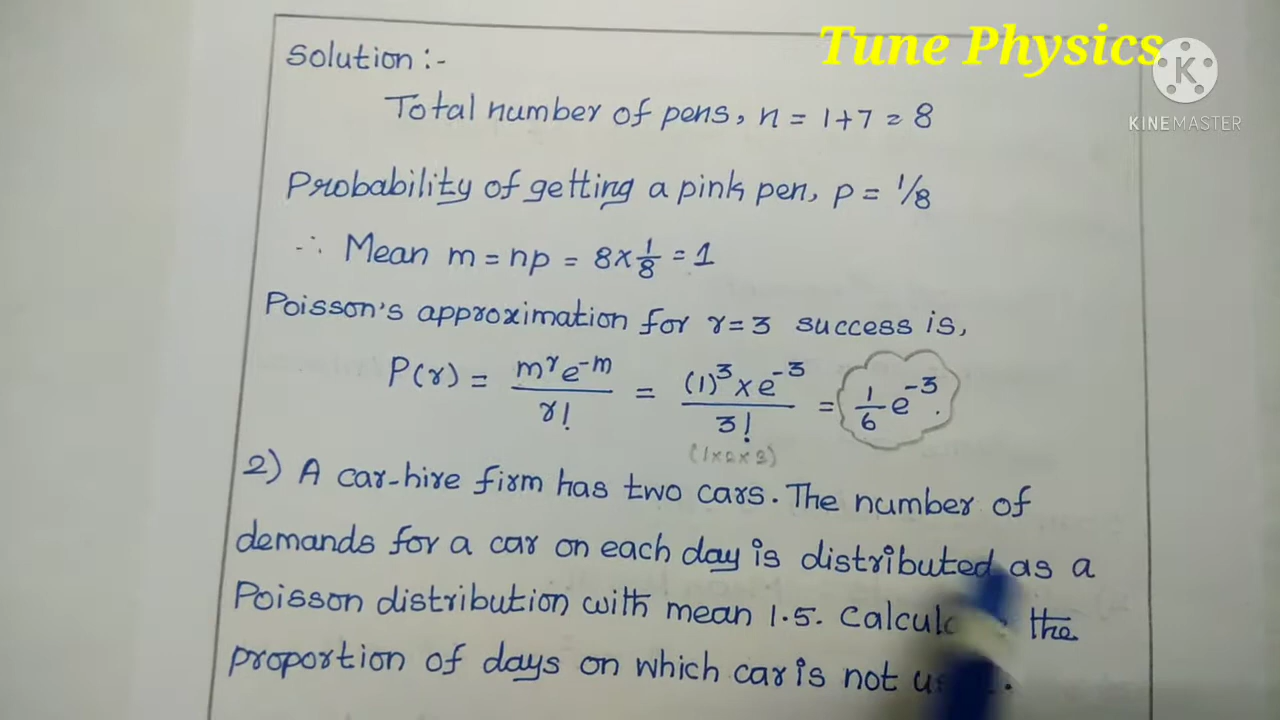 Tune Physics
KINEMASTER
Solution :-
Total number of pens, n = 1+7 = 8
Probability of getting a pink pen, p = 1/8
∴ Mean m = np = 8 × 1/8 = 1
Poisson's approximation for r = 3 success is,
P(r) = m^r e^-m / r! = (1)^3 × e^-3 / 3! = 1/6 e^-3.
(1×2×3)
2) A car-hire firm has two cars. The number of
demands for a car on each day is distributed as a
Poisson distribution with mean 1.5. the
proportion of days on which car is not